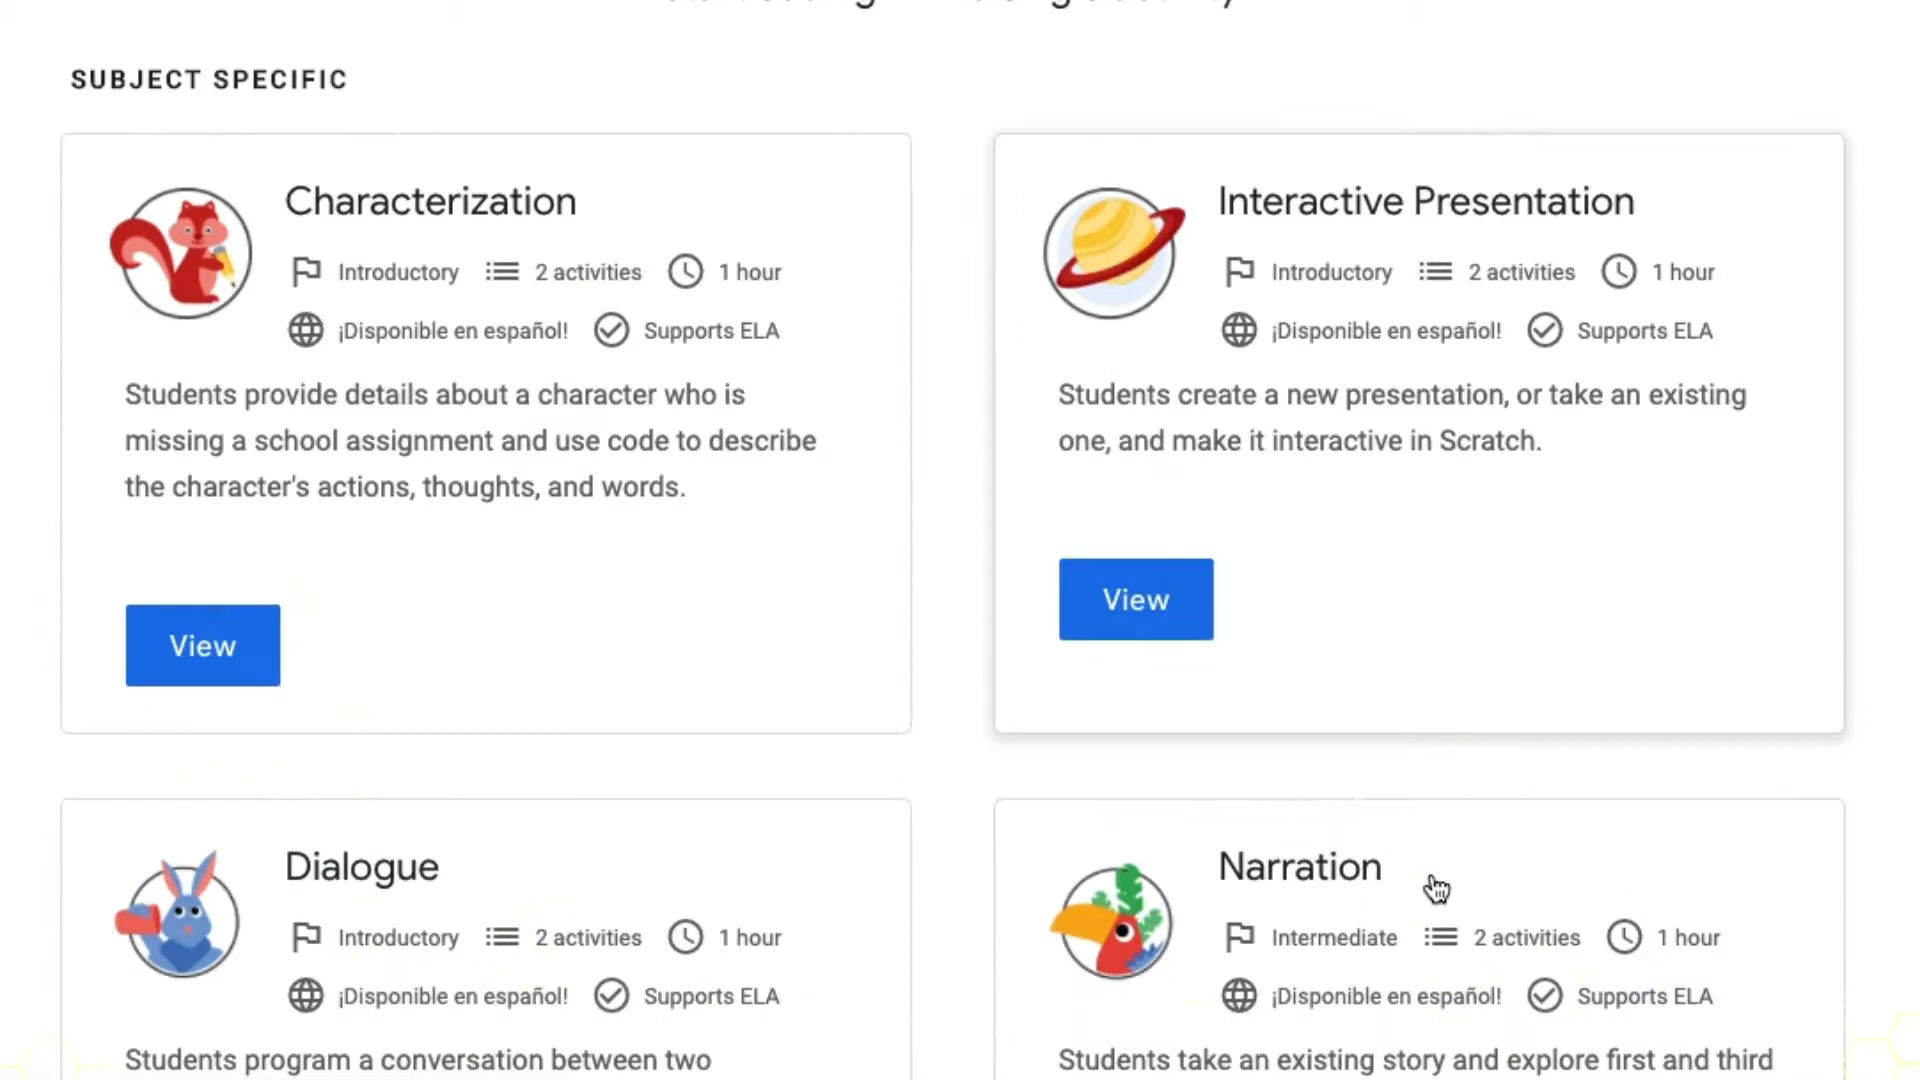 SUBJECT SPECIFIC
Characterization
Introductory 2 activities 1 hour
¡Disponible en español! Supports ELA
Students provide details about a character who is
missing a school assignment and use code to describe
the character's actions, thoughts, and words.
View
Interactive Presentation
Introductory 2 activities 1 hour
¡Disponible en español! Supports ELA
Students create a new presentation, or take an existing
one, and make it interactive in Scratch.
View
Dialogue
Introductory 2 activities 1 hour
¡Disponible en español! Supports ELA
Students program a conversation between two
Narration
Intermediate 2 activities 1 hour
¡Disponible en español! Supports ELA
Students take an existing story and explore first and third